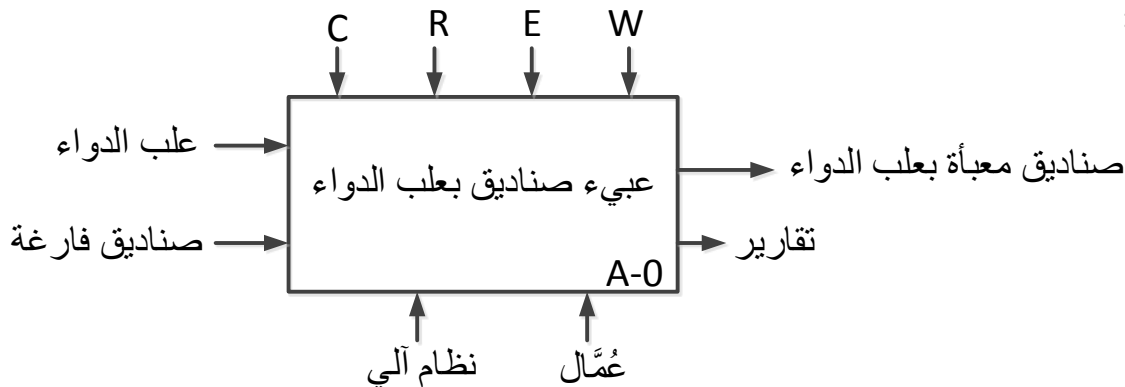 C R E W
علب الدواء
عبيء صناديق بعلب الدواء
صناديق معبأة بعلب الدواء
صناديق فارغة
تقارير
A-0
نظام آلي
عُمَّال